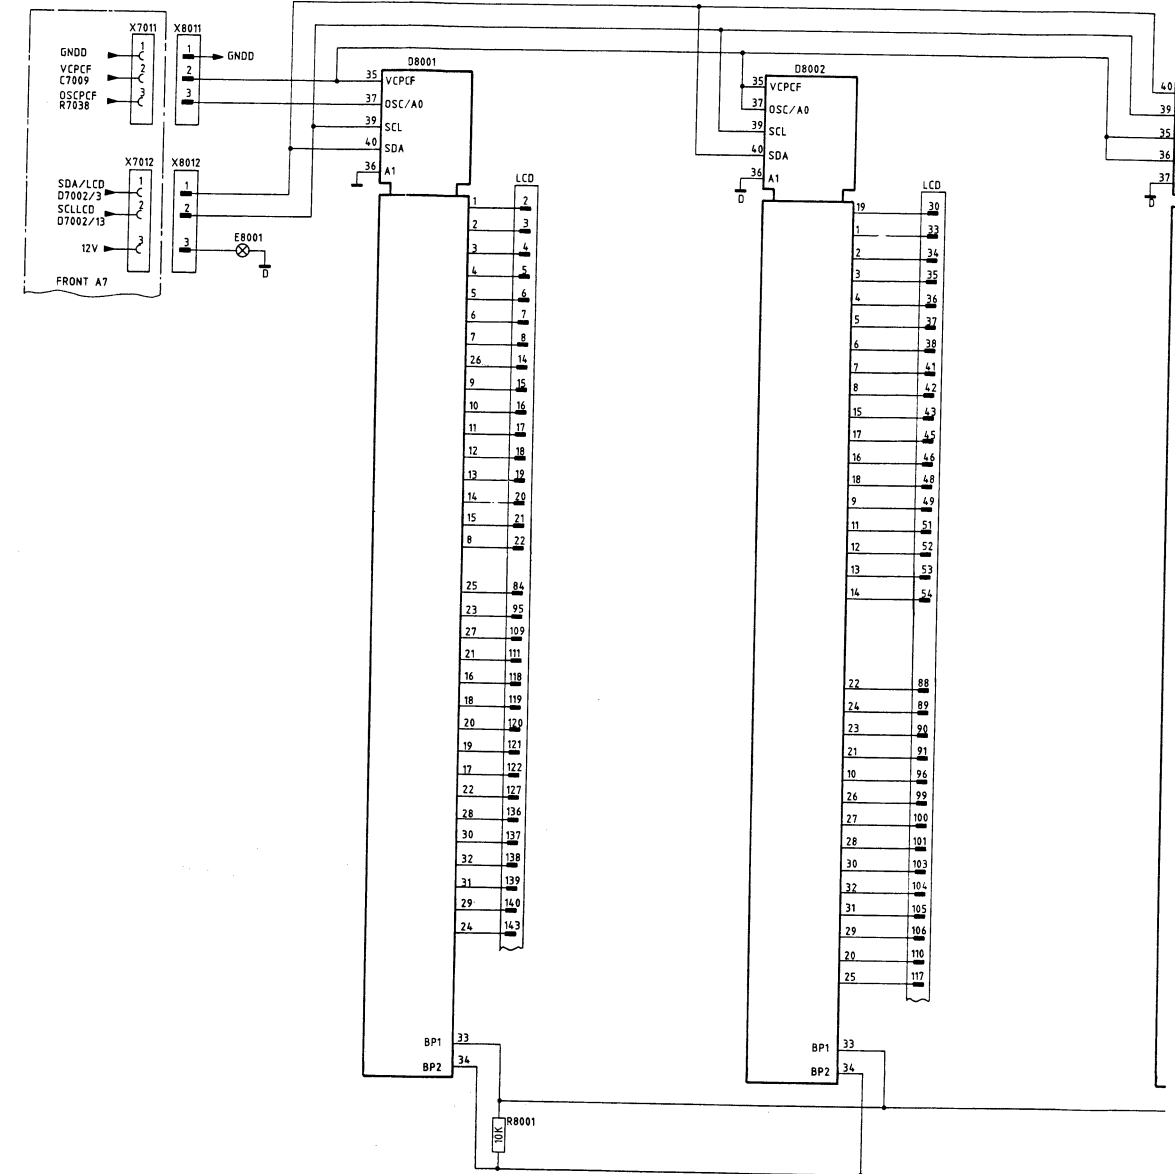 X7011 X8011
GNDD 1 1 GNDD
VCPCF 2 2
C7009
OSCPCF 3 3
R7038
X7012 X8012
SDA/LCD 1 1
D7002/3
SCLLCD 2 2
D7002/13
12V 3 3 E8001
D
FRONT A7
D8001
35 VCPCF
37 OSC/A0
39 SCL
40 SDA
36 A1
LCD
1 2
2 3
3 4
4 5
5 6
6 7
7 8
26 14
9 15
10 16
11 17
12 18
13 19
14 20
15 21
8 22
25 84
23 95
27 109
21 111
16 118
18 119
20 120
19 121
17 122
22 127
28 136
30 137
32 138
31 139
29 140
24 143
BP1 33
BP2 34
R8001
10K
D8002
35 VCPCF
37 OSC/A0
39 SCL
40 SDA
36 A1
D
LCD
19 30
1 33
2 34
3 35
4 36
5 37
6 38
7 41
8 42
15 43
17 45
16 46
18 48
9 49
11 51
12 52
13 53
14 54
22 88
24 89
23 90
21 91
10 96
26 99
27 100
28 101
30 103
32 104
31 105
29 106
20 110
25 117
BP1 33
BP2 34
40
39
35
36
37
D